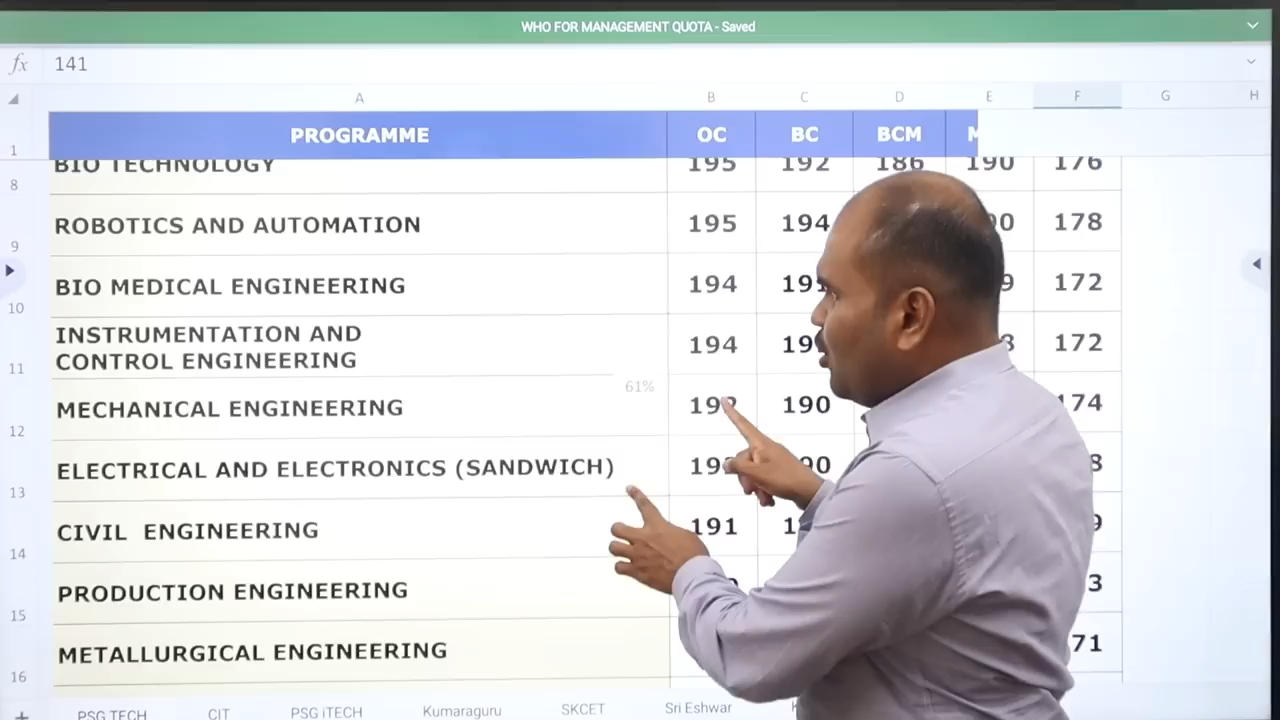 WHO FOR MANAGEMENT QUOTA - Saved
fx 141
A B C D E F G H
1 PROGRAMME OC BC BCM
8 BIO TECHNOLOGY 195 192 186 190 176
9 ROBOTICS AND AUTOMATION 195 194 178
10 BIO MEDICAL ENGINEERING 194 172
11 INSTRUMENTATION AND
CONTROL ENGINEERING 194 172
61%
12 MECHANICAL ENGINEERING 190
13 ELECTRICAL AND ELECTRONICS (SANDWICH)
14 CIVIL ENGINEERING 191
15 PRODUCTION ENGINEERING
16 METALLURGICAL ENGINEERING
+ PSG TECH CIT PSG iTECH Kumaraguru SKCET Sri Eshwar